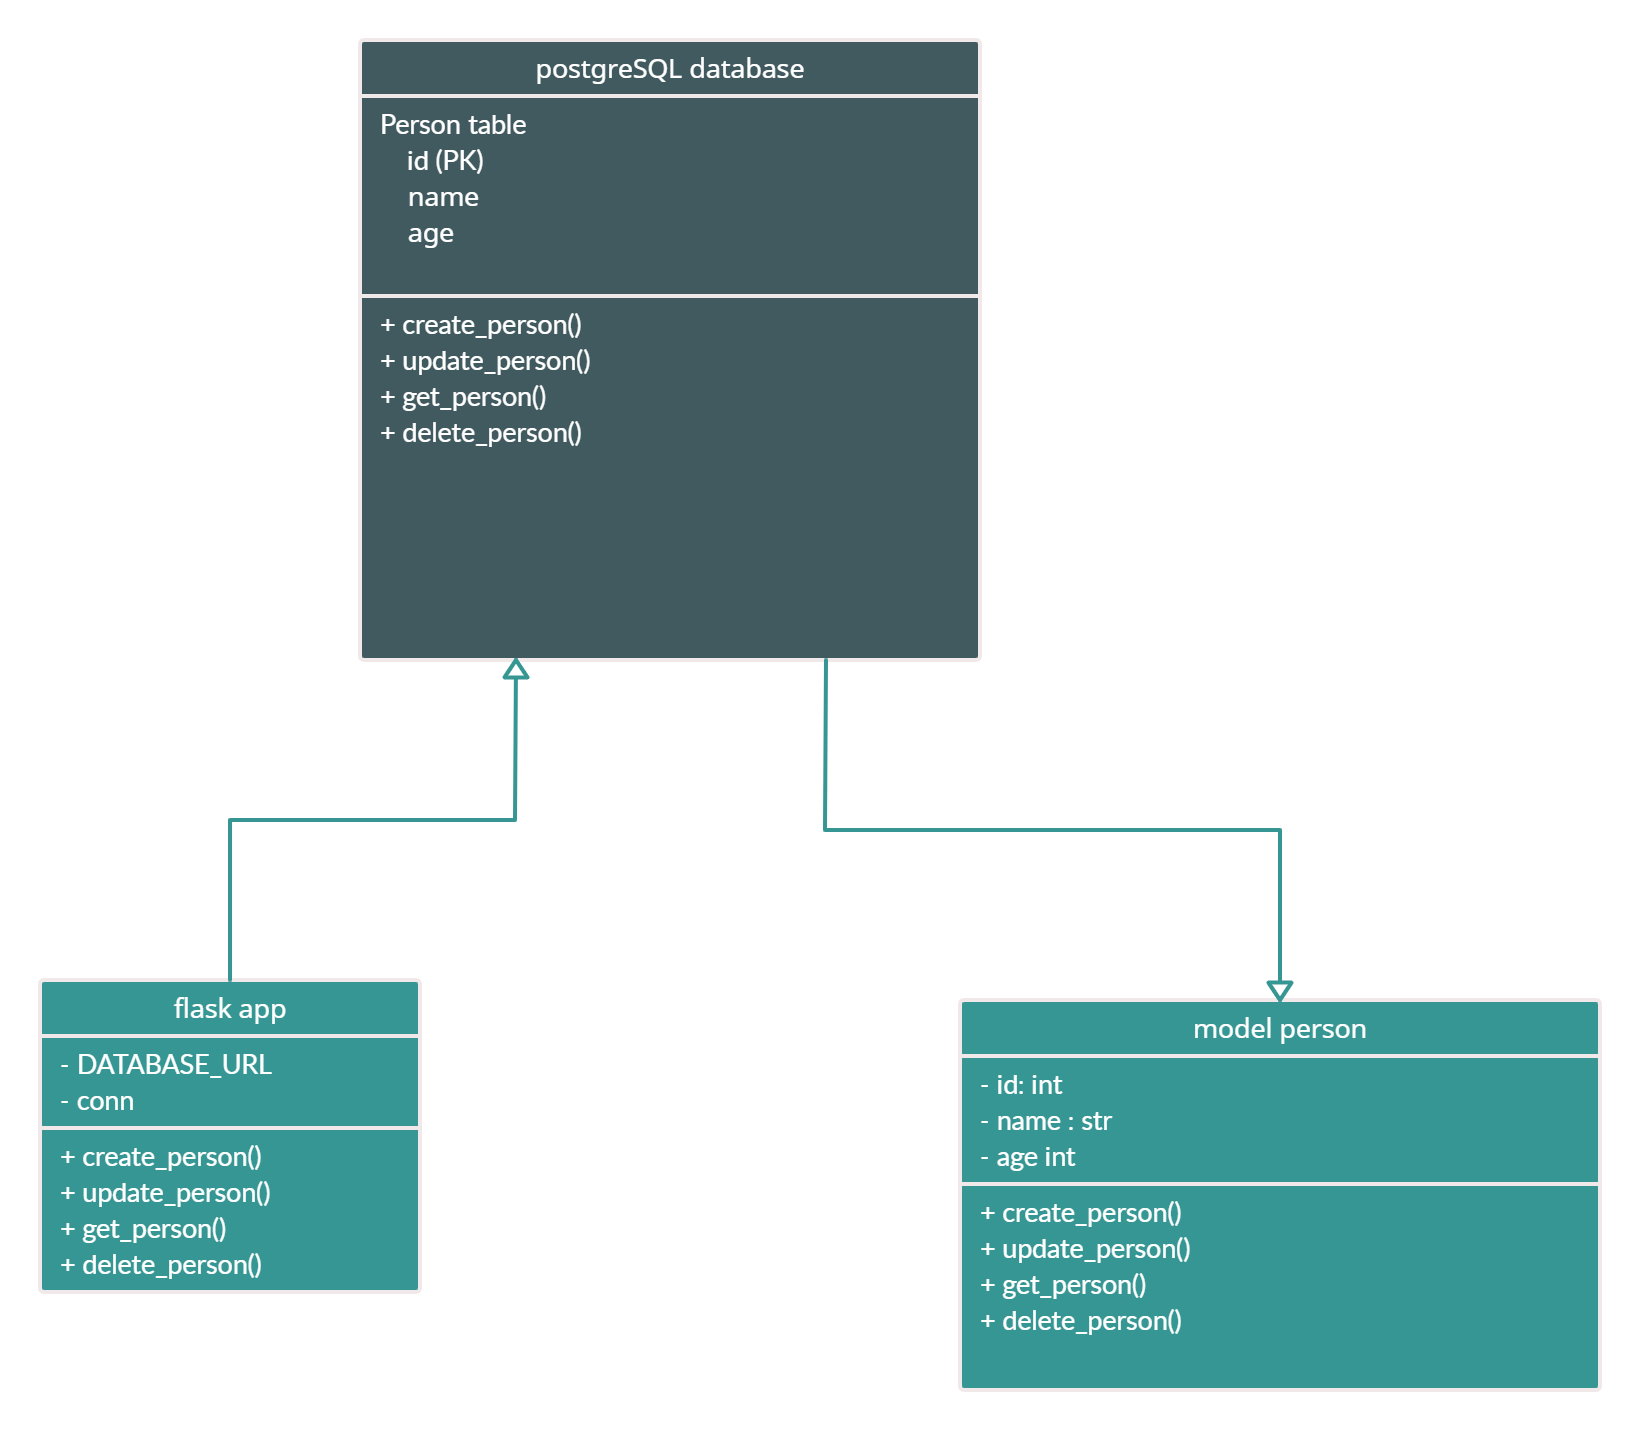 postgreSQL database
Person table
id (PK)
name
age
+ create_person()
+ update_person()
+ get_person()
+ delete_person()
flask app
- DATABASE_URL
- conn
+ create_person()
+ update_person()
+ get_person()
+ delete_person()
model person
- id: int
- name : str
- age int
+ create_person()
+ update_person()
+ get_person()
+ delete_person()